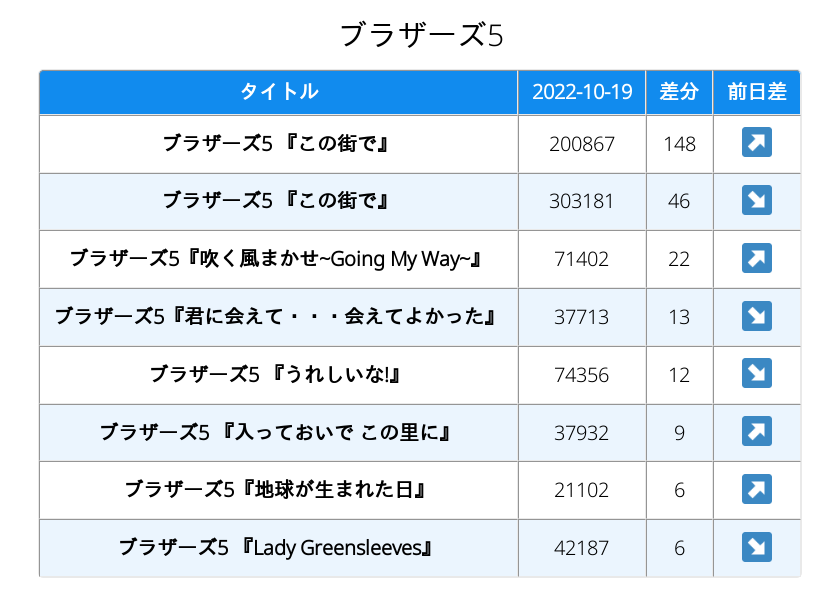 ブラザーズ5
タイトル 2022-10-19 差分 前日差
ブラザーズ5 『この街で』 200867 148 ↗
ブラザーズ5 『この街で』 303181 46 ↘
ブラザーズ5『吹く風まかせ~Going My Way~』 71402 22 ↗
ブラザーズ5『君に会えて・・・会えてよかった』 37713 13 ↘
ブラザーズ5 『うれしいな!』 74356 12 ↘
ブラザーズ5 『入っておいで この里に』 37932 9 ↗
ブラザーズ5『地球が生まれた日』 21102 6 ↗
ブラザーズ5 『Lady Greensleeves』 42187 6 ↘